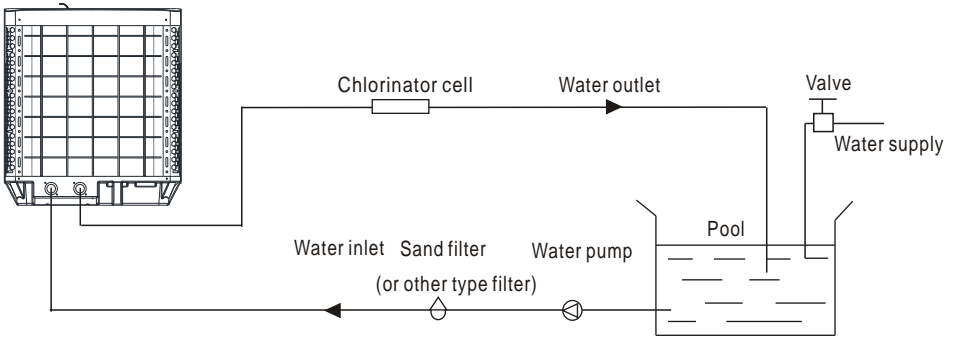 Chlorinator cell
Water outlet
Valve
Water supply
Pool
Water inlet
Sand filter
(or other type filter)
Water pump